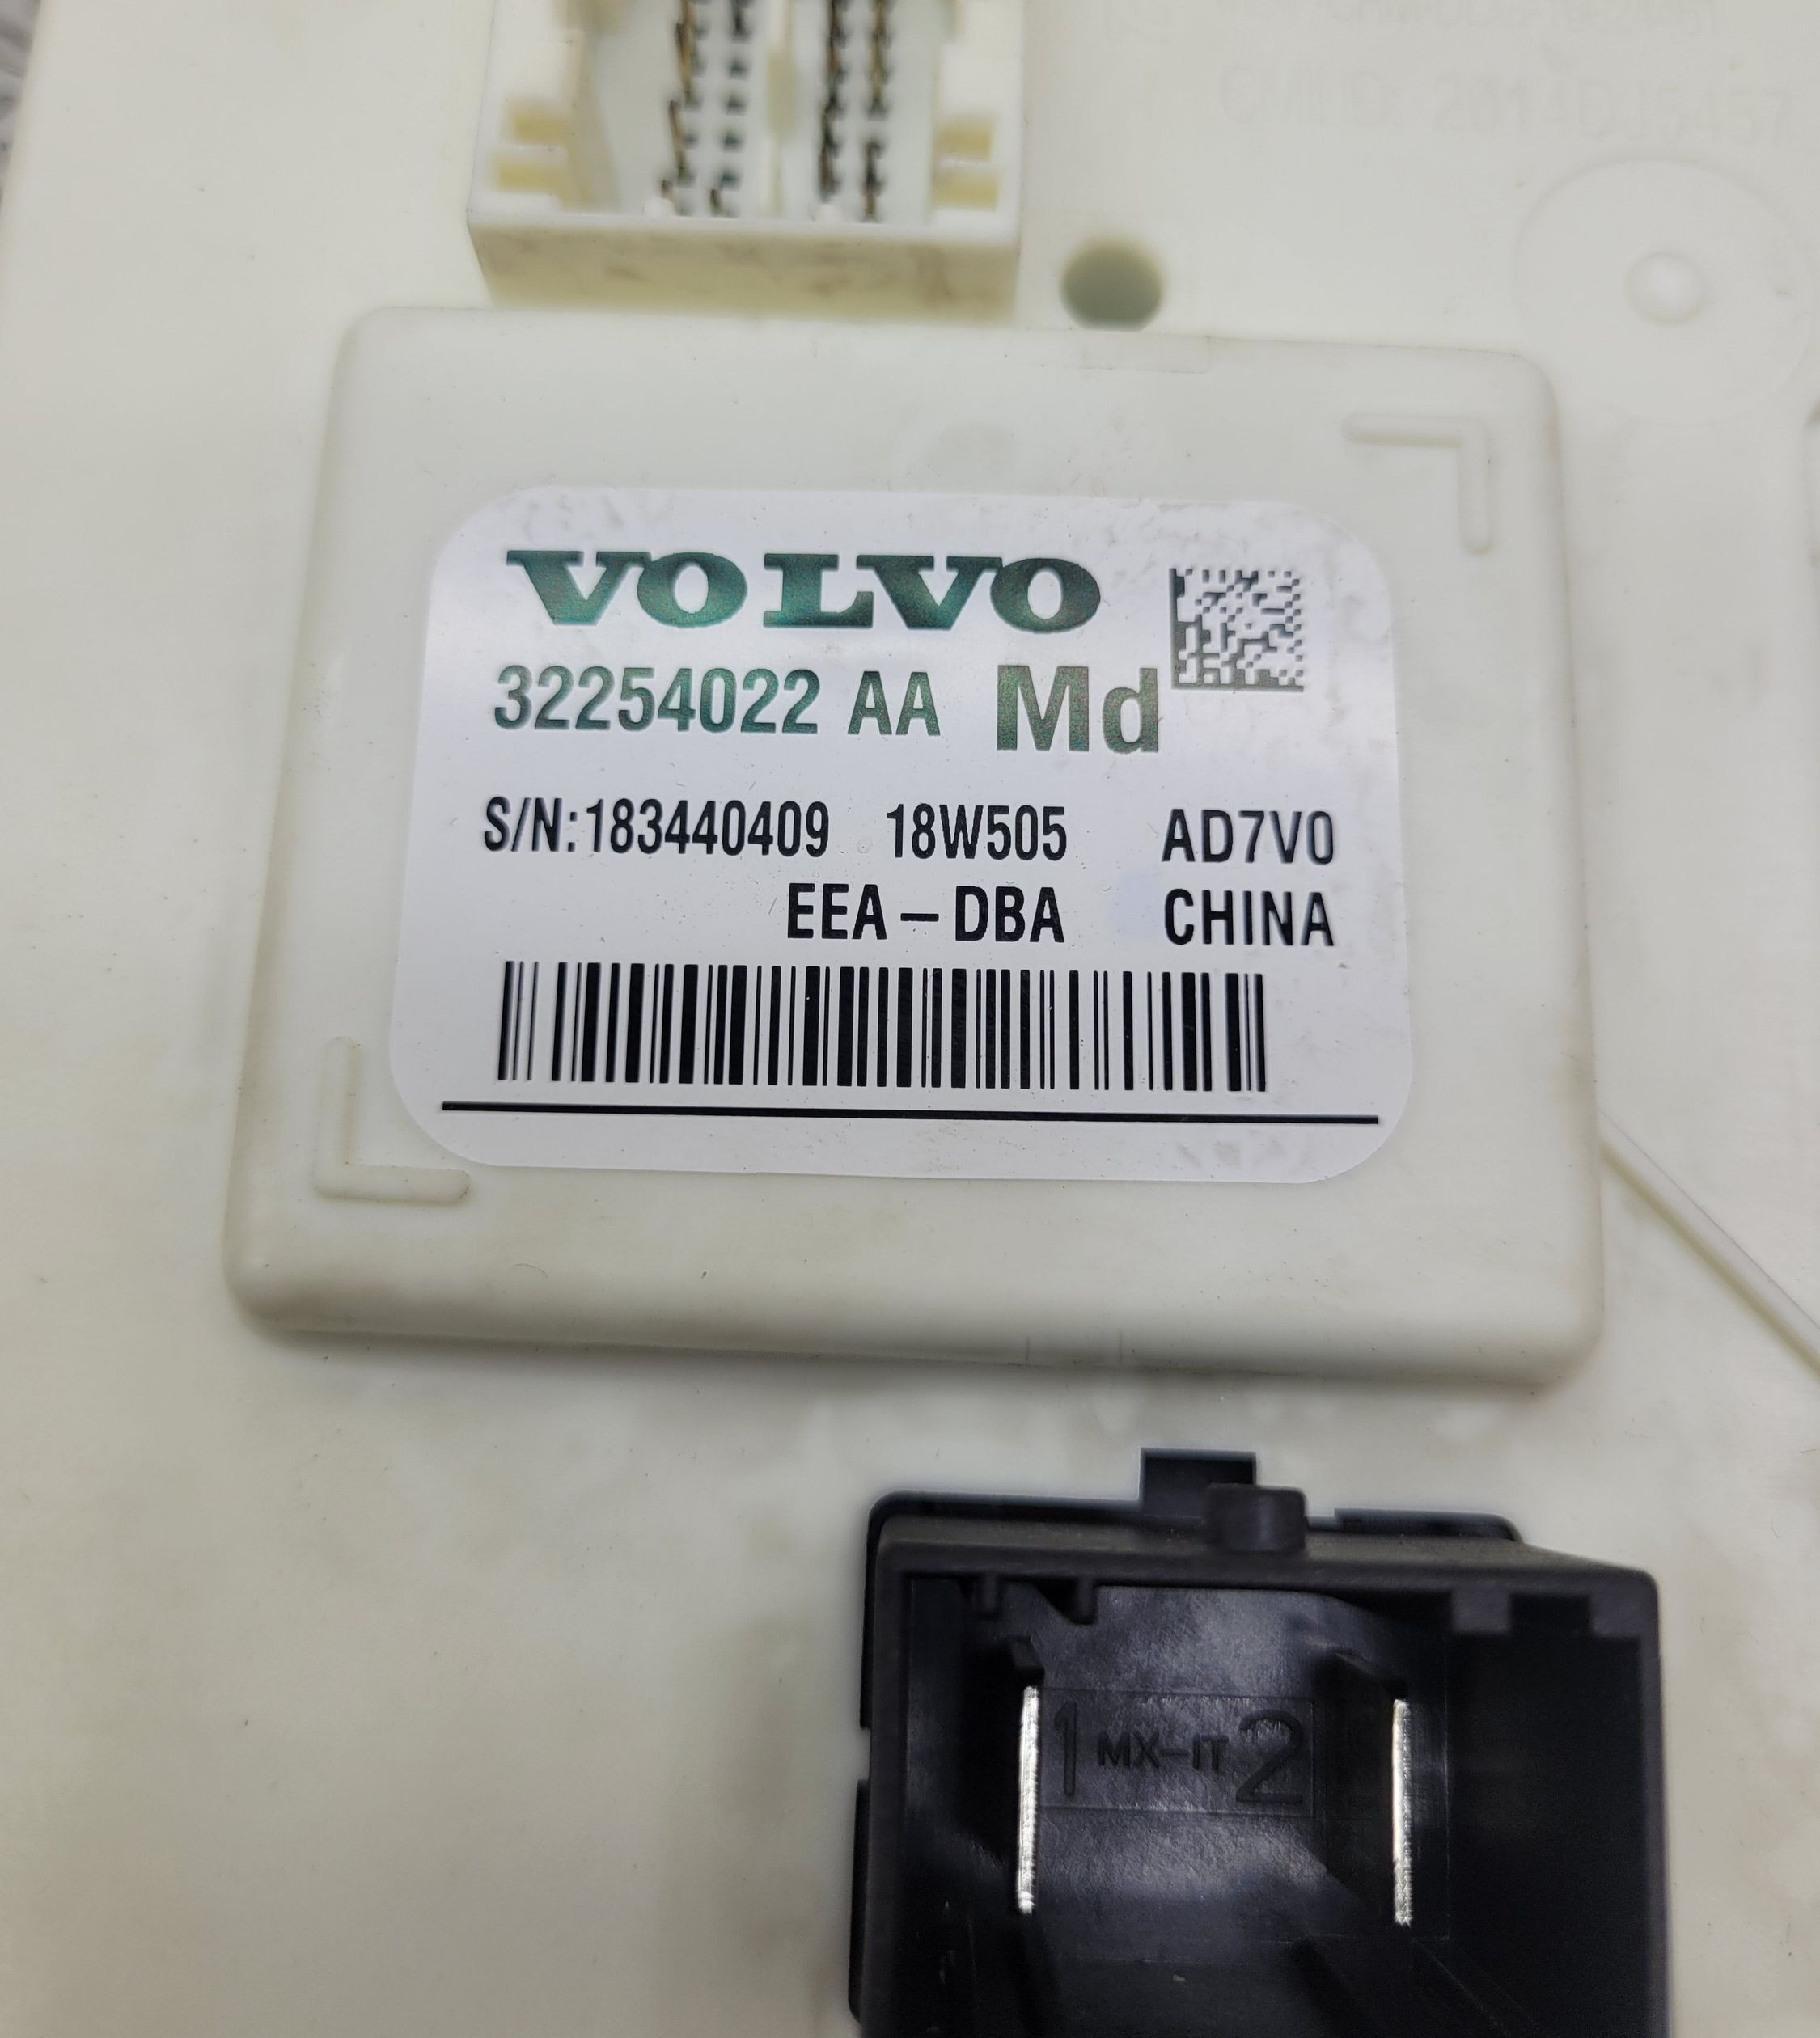 VOLVO
32254022 AA Md
S/N:183440409 18W505 AD7V0
EEA-DBA CHINA
1 MX-IT 2